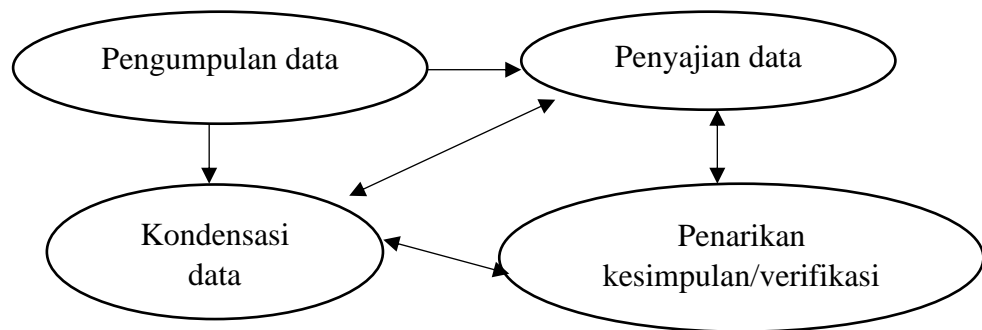 Pengumpulan data
Penyajian data
Kondensasi
data
Penarikan
kesimpulan/verifikasi